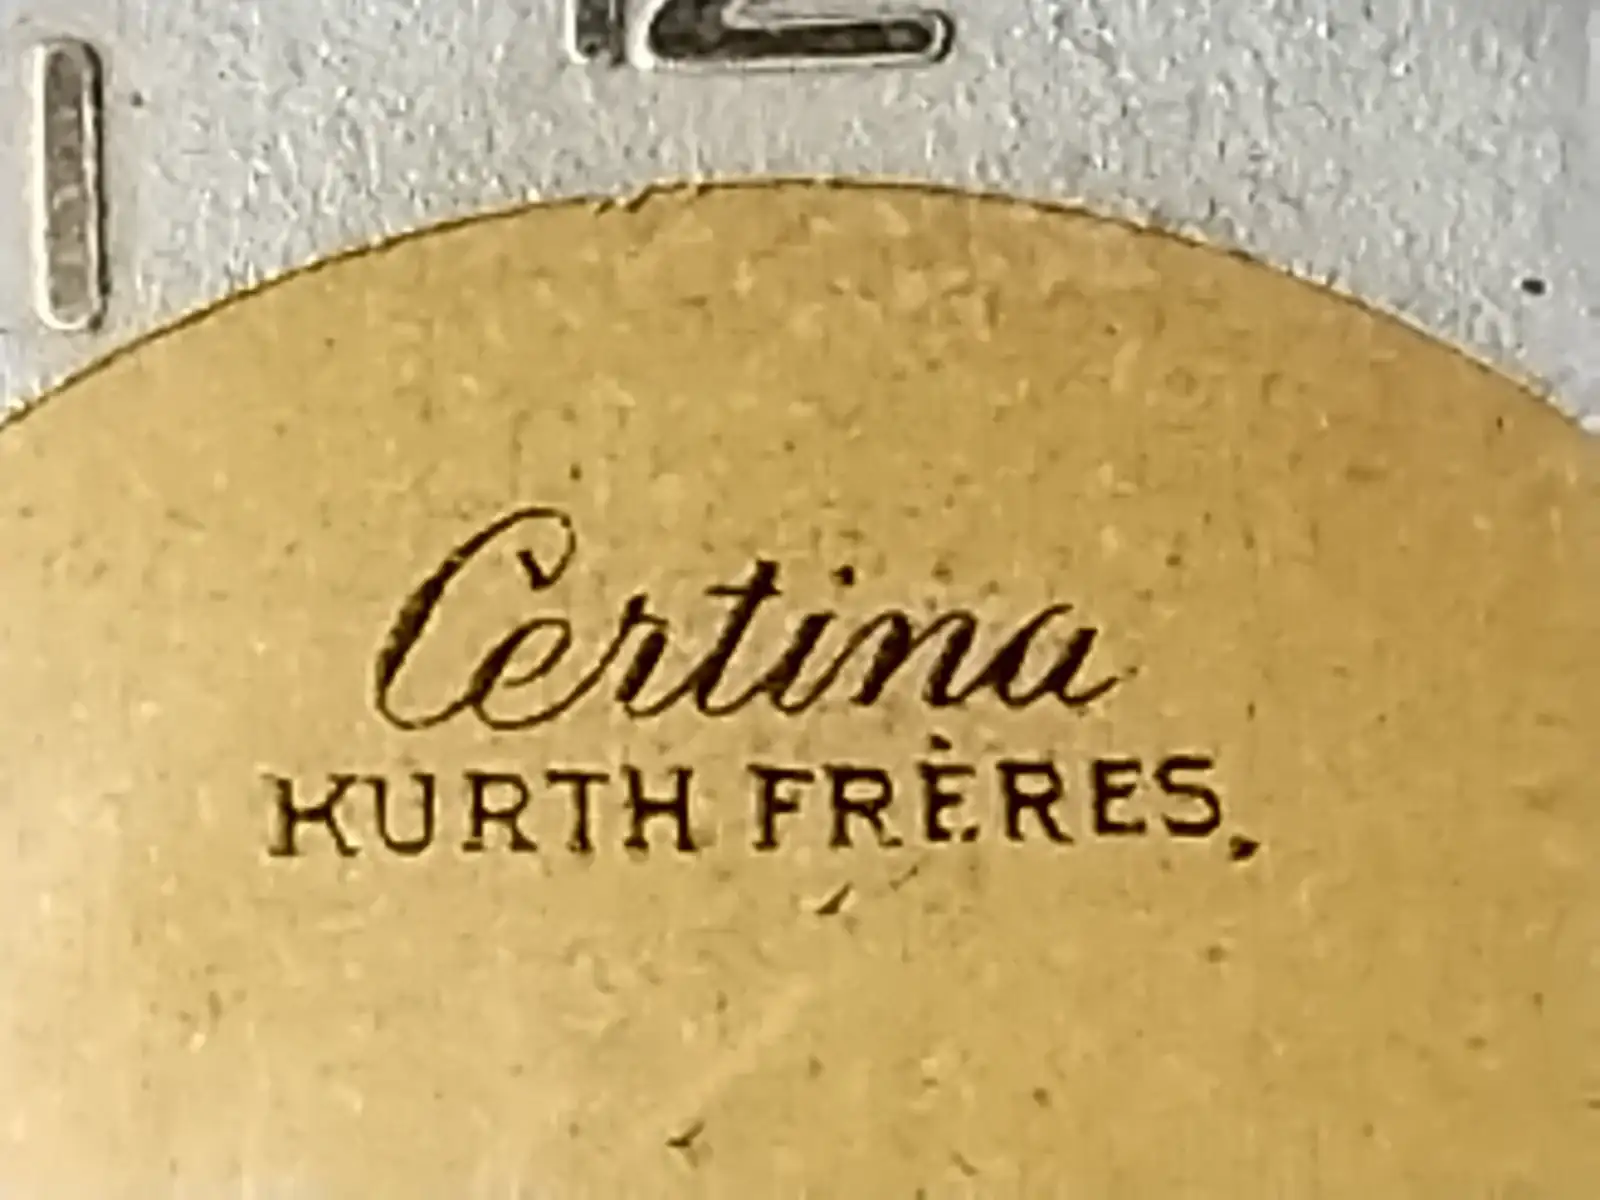 12
Certina
KURTH FRÈRES.